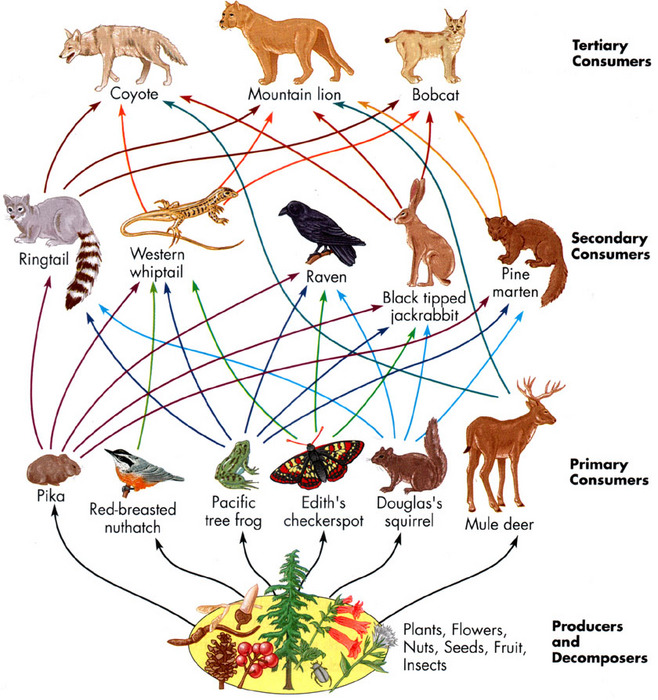 Tertiary
Consumers
Coyote
Mountain lion
Bobcat
Secondary
Consumers
Ringtail
Western
whiptail
Raven
Black tipped
jackrabbit
Pine
marten
Primary
Consumers
Pika
Red-breasted
nuthatch
Pacific
tree frog
Edith's
checkerspot
Douglas's
squirrel
Mule deer
Plants, Flowers,
Nuts, Seeds, Fruit,
Insects
Producers
and
Decomposers